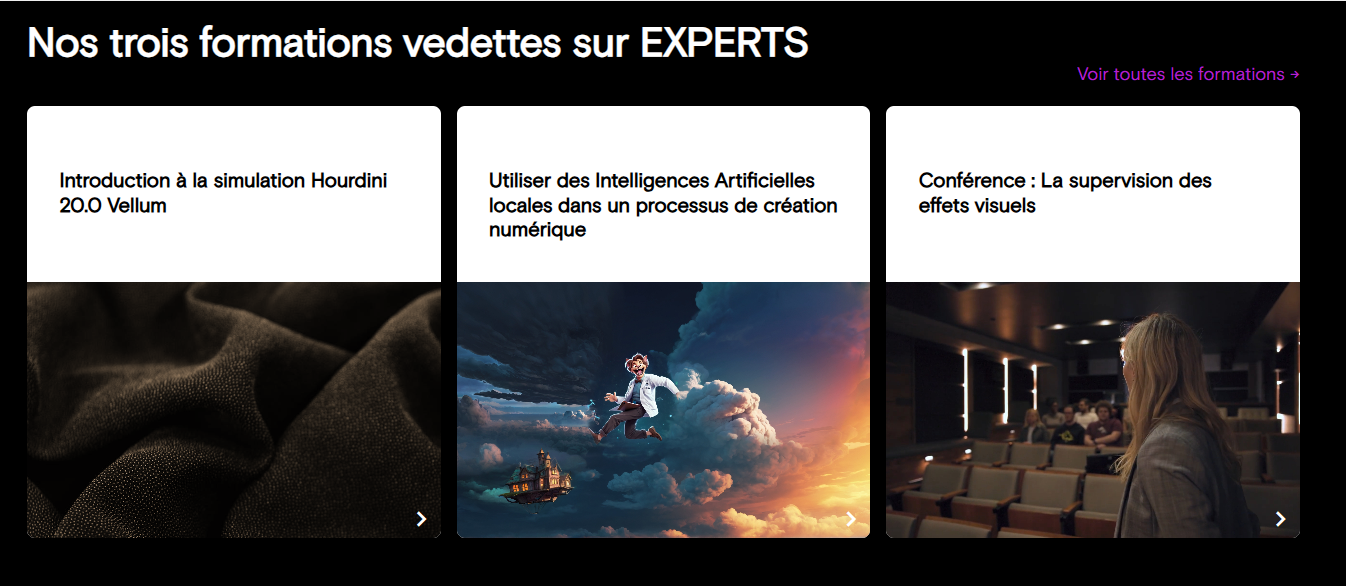 Nos trois formations vedettes sur EXPERTS
Voir toutes les formations →
Introduction à la simulation Hourdini
20.0 Vellum
Utiliser des Intelligences Artificielles
locales dans un processus de création
numérique
Conférence : La supervision des
effets visuels